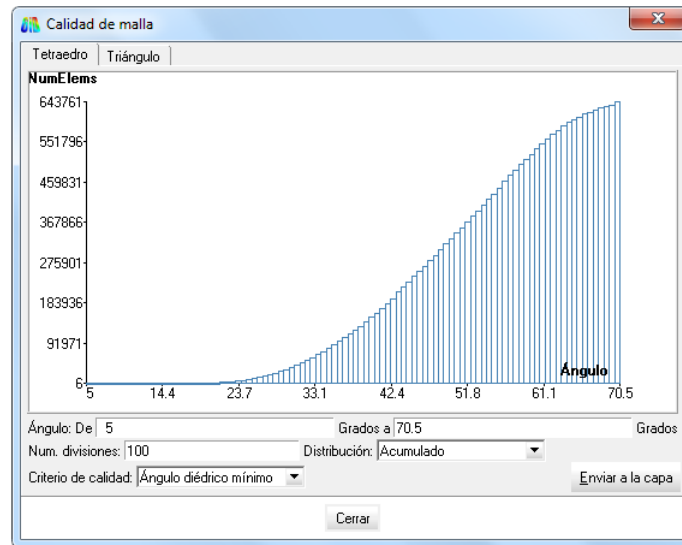 Calidad de malla
Tetraedro Triángulo
NumElems
643761
551796
459831
367866
275901
183936
91971
6
Ángulo
5 14.4 23.7 33.1 42.4 51.8 61.1 70.5
Ángulo: De 5 Grados a 70.5 Grados
Num. divisiones: 100 Distribución: Acumulado
Criterio de calidad: Ángulo diédrico mínimo Enviar a la capa
Cerrar